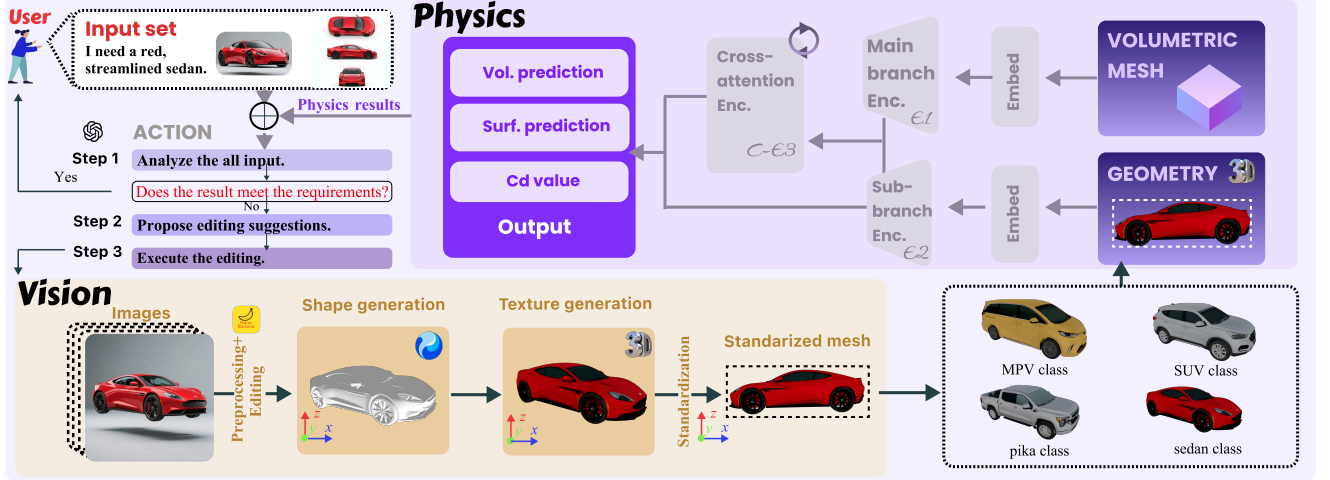 User
Input set
I need a red,
streamlined sedan.
Physics results
ACTION
Step 1
Analyze the all input.
Yes
Does the result meet the requirements?
No
Step 2
Propose editing suggestions.
Step 3
Execute the editing.
Physics
Vol. prediction
Surf. prediction
Cd value
Output
Cross-
attention
Enc.
C-E3
Main
branch
Enc.
E1
Sub-
branch
Enc.
E2
Embed
Embed
VOLUMETRIC
MESH
GEOMETRY
3D
Vision
Images
Preprocessing+
Editing
Shape generation
z
y
x
Texture generation
3D
z
y
x
Standardization
Standarized mesh
z
y
x
MPV class
SUV class
pika class
sedan class